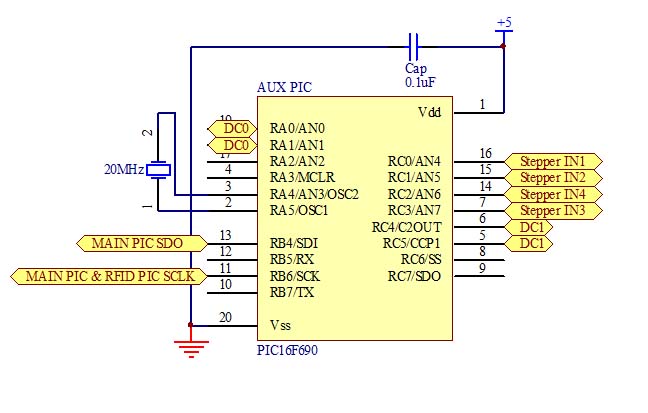 +5
Cap
0.1uF
AUX PIC
Vdd 1
19 DC0 RA0/AN0
DC0 RA1/AN1
17 RA2/AN2 RC0/AN4 16 Stepper IN1
4 RA3/MCLR RC1/AN5 15 Stepper IN2
2 20MHz 1
3 RA4/AN3/OSC2 RC2/AN6 14 Stepper IN4
2 RA5/OSC1 RC3/AN7 7 Stepper IN3
RC4/C2OUT 6 DC1
MAIN PIC SDO 13 RB4/SDI RC5/CCP1 5 DC1
12 RB5/RX RC6/SS 8
MAIN PIC & RFID PIC SCLK 11 RB6/SCK RC7/SDO 9
10 RB7/TX
20 Vss
PIC16F690